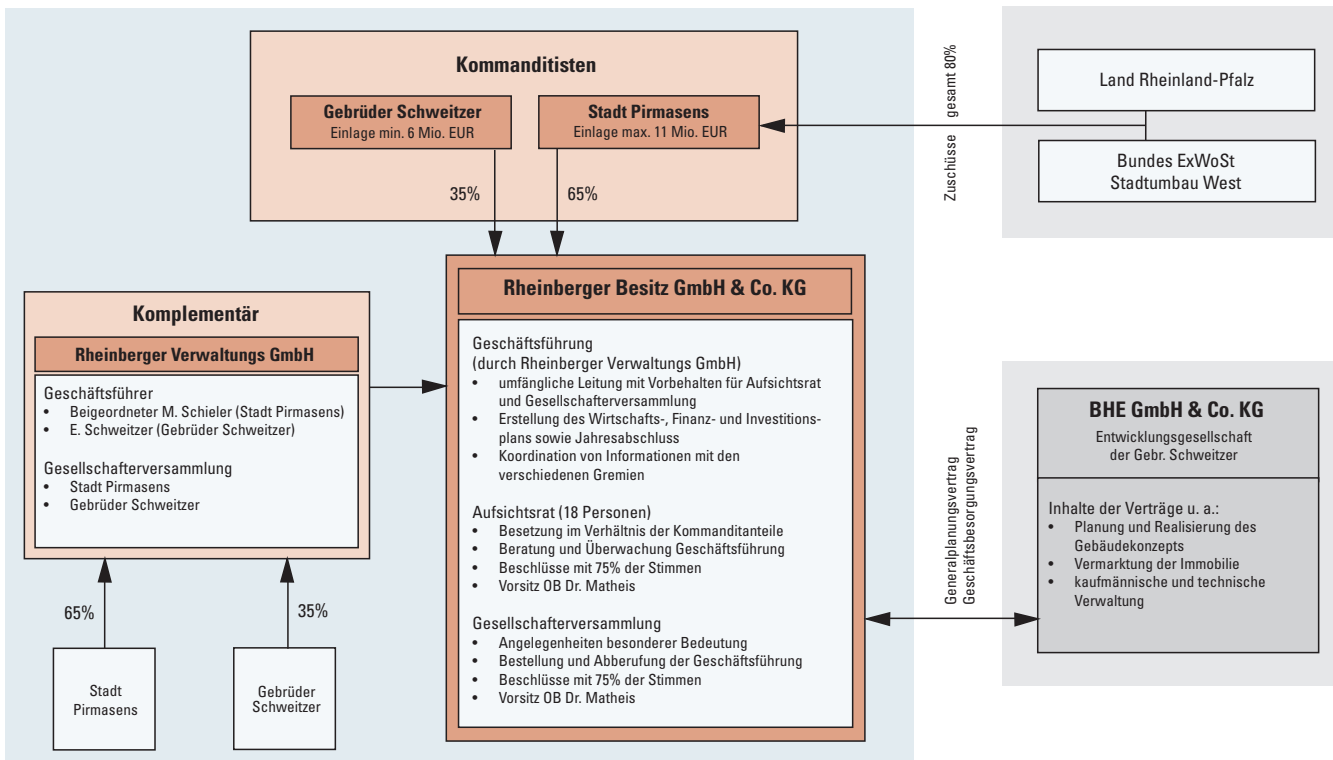 Kommanditisten
Gebrüder Schweitzer
Einlage min. 6 Mio. EUR
Stadt Pirmasens
Einlage max. 11 Mio. EUR
35%
65%
Zuschüsse gesamt 80%
Land Rheinland-Pfalz
Bundes ExWoSt
Stadtumbau West
Komplementär
Rheinberger Verwaltungs GmbH
Geschäftsführer
• Beigeordneter M. Schieler (Stadt Pirmasens)
• E. Schweitzer (Gebrüder Schweitzer)
Gesellschafterversammlung
• Stadt Pirmasens
• Gebrüder Schweitzer
65%
35%
Stadt
Pirmasens
Gebrüder
Schweitzer
Rheinberger Besitz GmbH & Co. KG
Geschäftsführung
(durch Rheinberger Verwaltungs GmbH)
• umfängliche Leitung mit Vorbehalten für Aufsichtsrat
und Gesellschafterversammlung
• Erstellung des Wirtschafts-, Finanz- und Investitions-
plans sowie Jahresabschluss
• Koordination von Informationen mit den
verschiedenen Gremien
Aufsichtsrat (18 Personen)
• Besetzung im Verhältnis der Kommanditanteile
• Beratung und Überwachung Geschäftsführung
• Beschlüsse mit 75% der Stimmen
• Vorsitz OB Dr. Matheis
Gesellschafterversammlung
• Angelegenheiten besonderer Bedeutung
• Bestellung und Abberufung der Geschäftsführung
• Beschlüsse mit 75% der Stimmen
• Vorsitz OB Dr. Matheis
Generalplanungsvertrag
Geschäftsbesorgungsvertrag
BHE GmbH & Co. KG
Entwicklungsgesellschaft
der Gebr. Schweitzer
Inhalte der Verträge u. a.:
• Planung und Realisierung des
Gebäudekonzepts
• Vermarktung der Immobilie
• kaufmännische und technische
Verwaltung